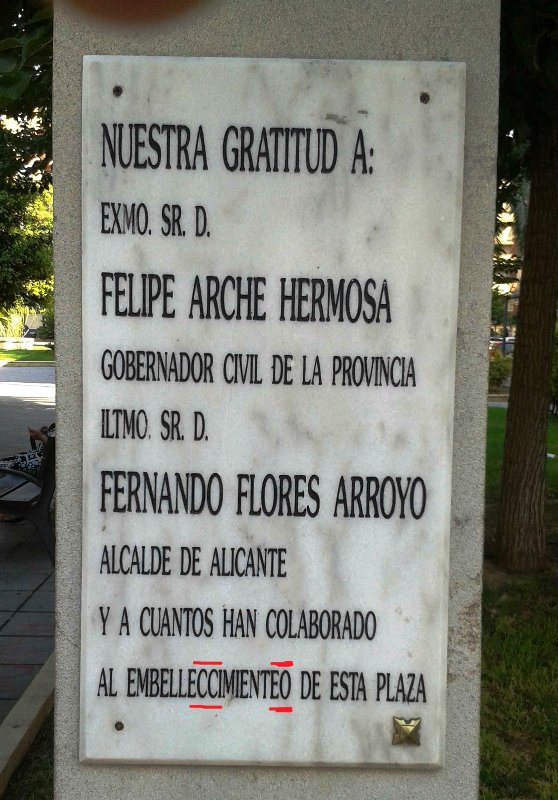 NUESTRA GRATITUD A:
EXMO. SR. D.
FELIPE ARCHE HERMOSA
GOBERNADOR CIVIL DE LA PROVINCIA
ILTMO. SR. D.
FERNANDO FLORES ARROYO
ALCALDE DE ALICANTE
Y A CUANTOS HAN COLABORADO
AL EMBELLECCIMIENTEO DE ESTA PLAZA